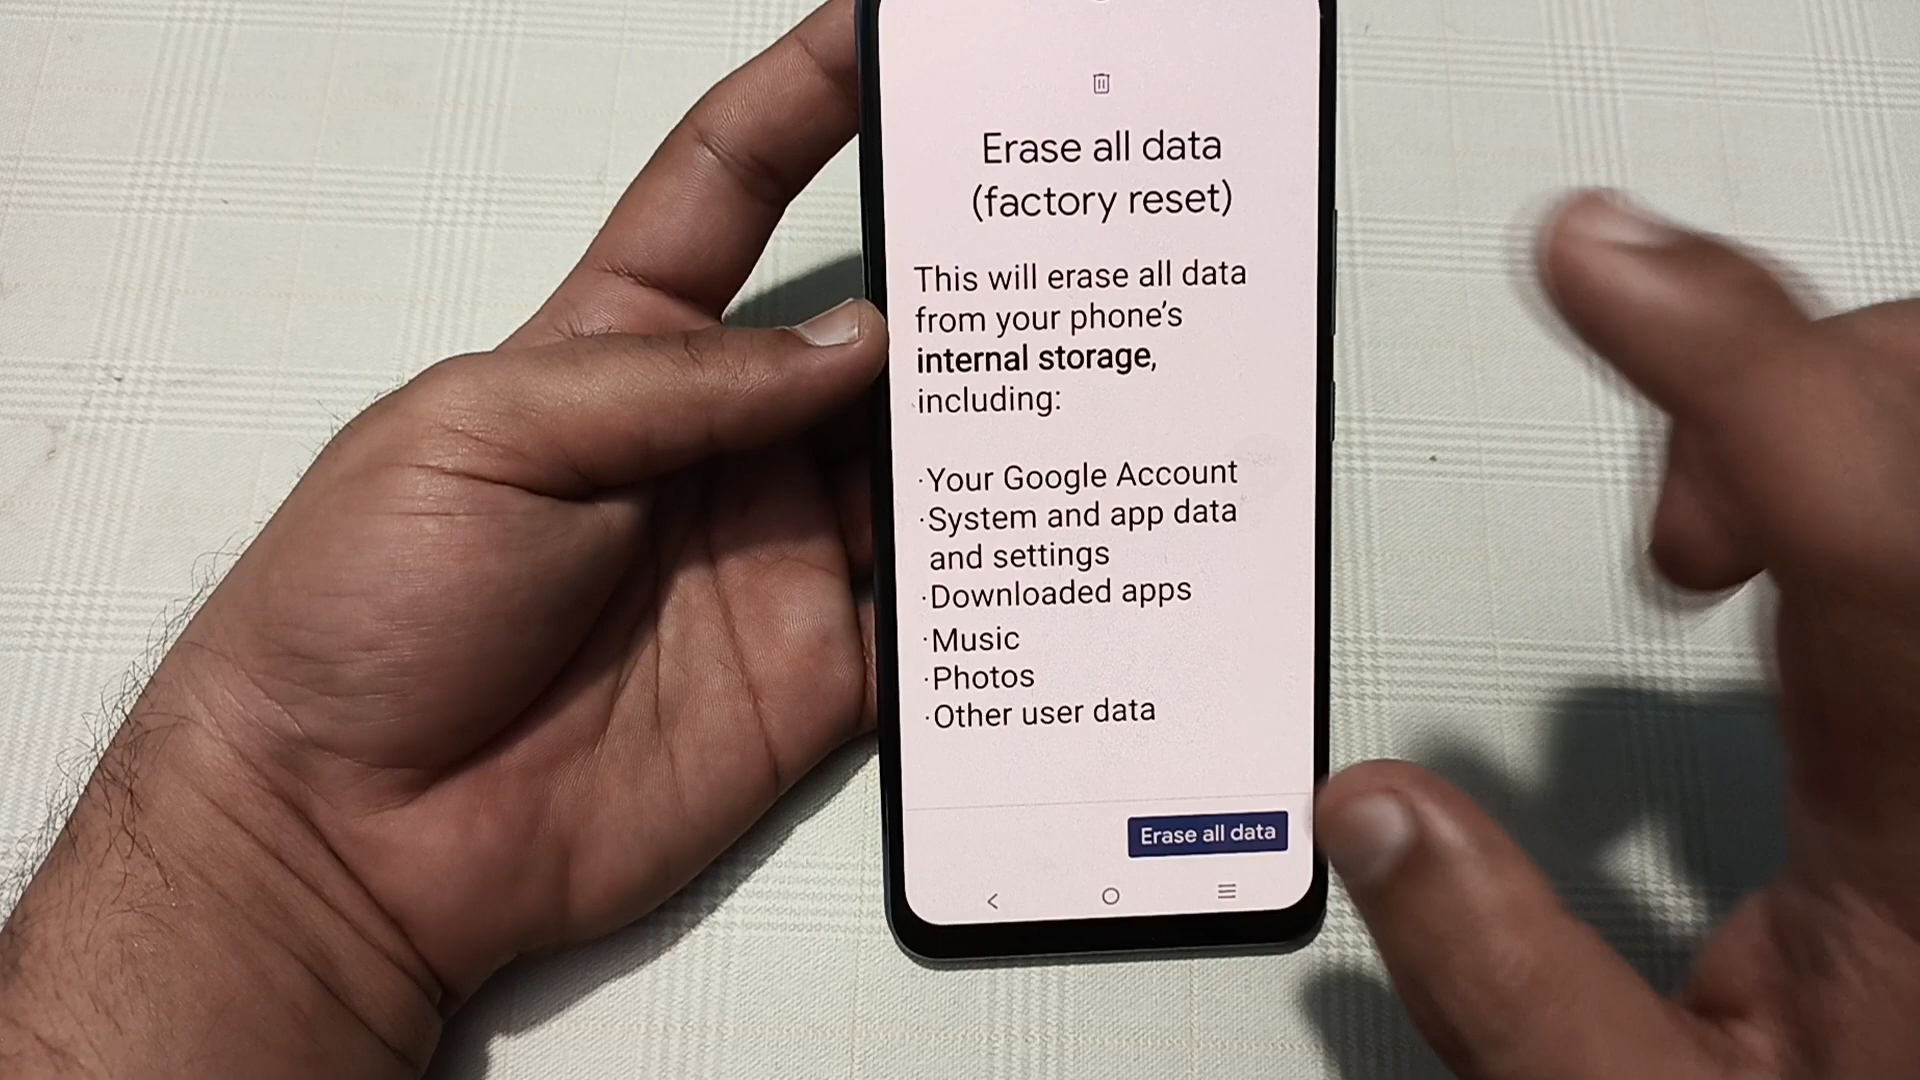 Erase all data
(factory reset)
This will erase all data
from your phone's
internal storage,
including:
·Your Google Account
·System and app data
and settings
·Downloaded apps
·Music
·Photos
·Other user data
Erase all data